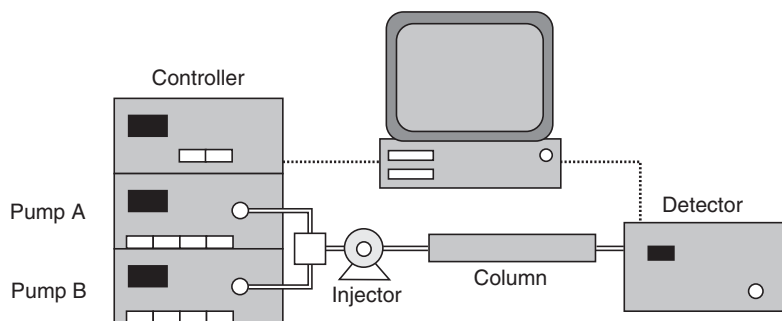 Controller
Pump A
Detector
Column
Pump B
Injector